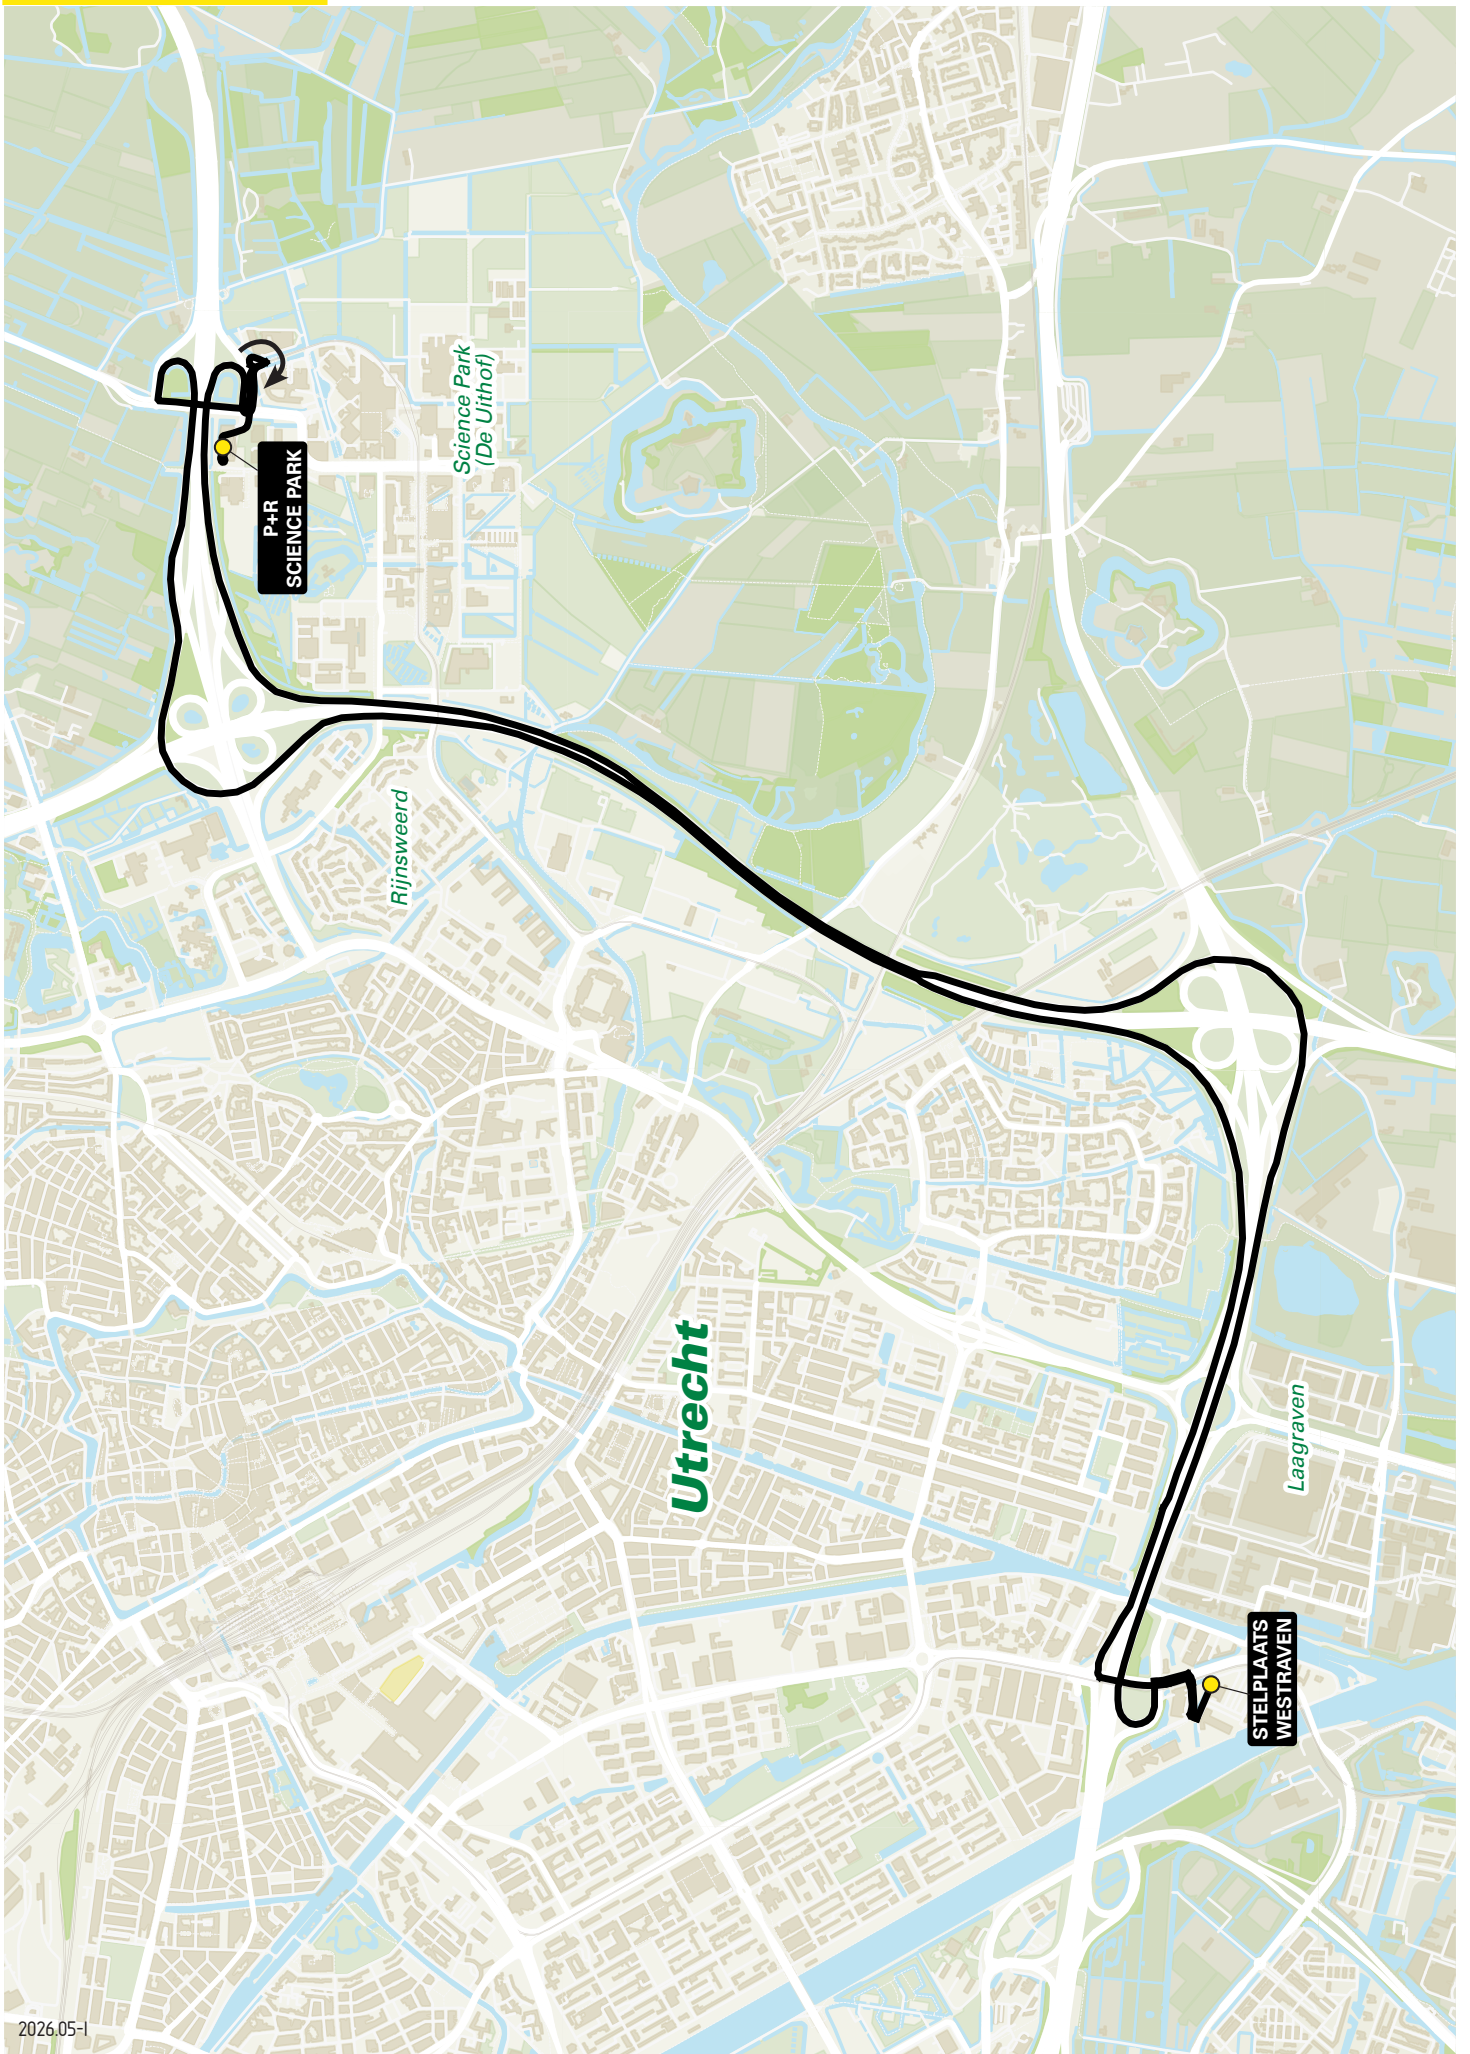 P+R
SCIENCE PARK
Science Park
(De Uithof)
Rijnsweerd
Utrecht
Laagraven
STELPLAATS
WESTRAVEN
2026.05-I